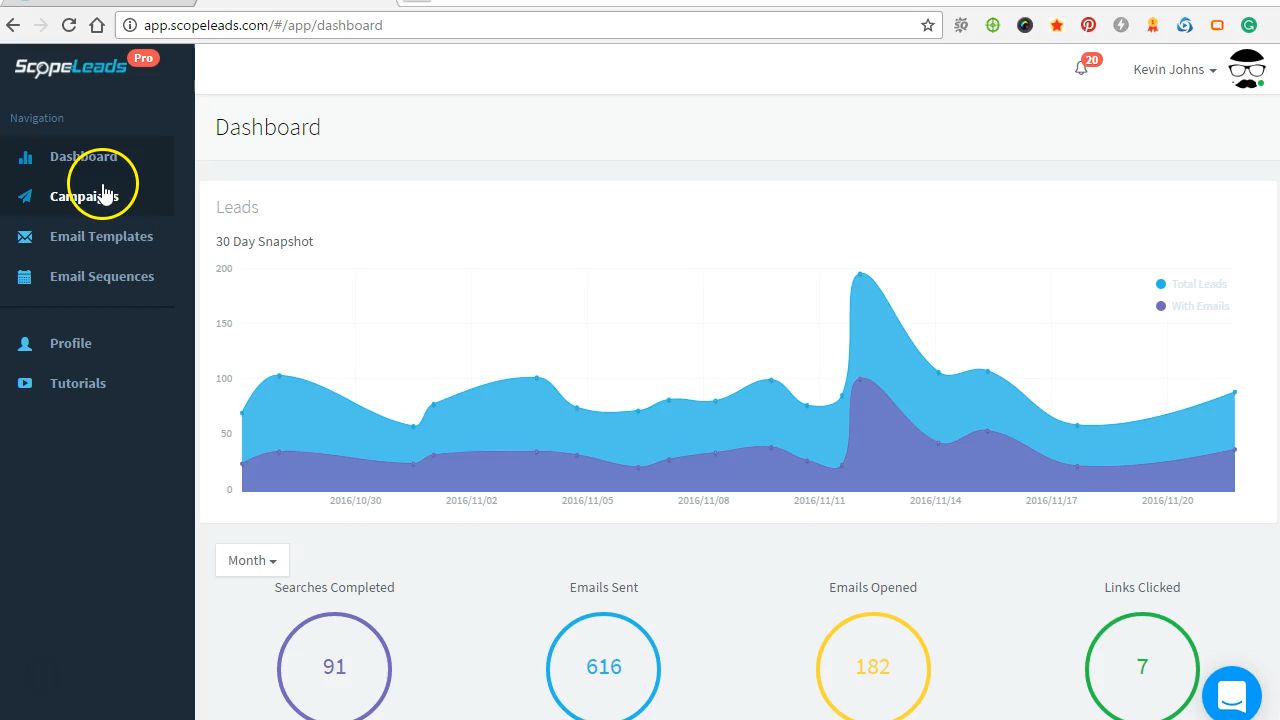 app.scopeleads.com/#/app/dashboard
ScopeLeads Pro
20
Kevin Johns
Navigation
Dashboard
Campaigns
Email Templates
Email Sequences
Profile
Tutorials
Dashboard
Leads
30 Day Snapshot
200
150
100
50
0
Total Leads
With Emails
2016/10/30 2016/11/02 2016/11/05 2016/11/08 2016/11/11 2016/11/14 2016/11/17 2016/11/20
Month
Searches Completed Emails Sent Emails Opened Links Clicked
91 616 182 7